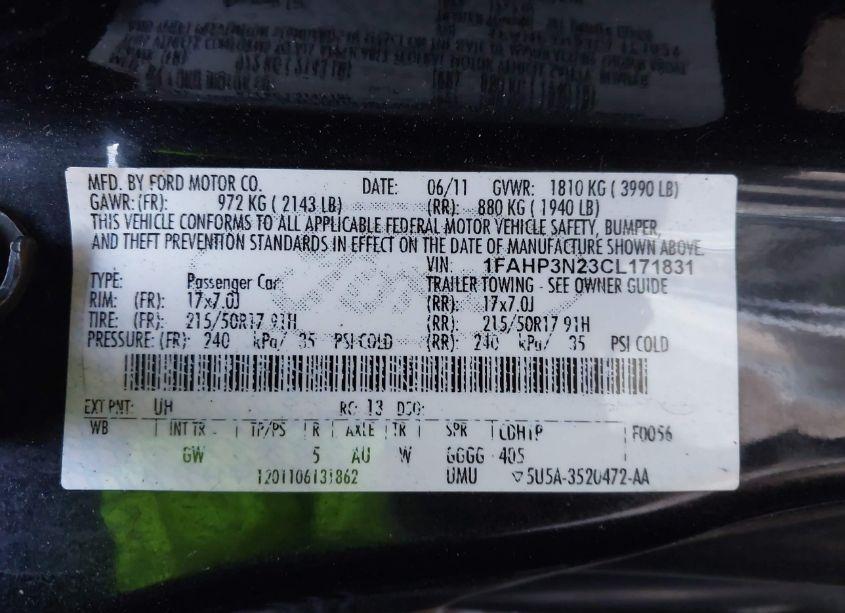 MFD. BY FORD MOTOR CO. DATE: 06/11 GVWR: 1810 KG ( 3990 LB)
GAWR: (FR): 972 KG ( 2143 LB) (RR): 880 KG ( 1940 LB)
THIS VEHICLE CONFORMS TO ALL APPLICABLE FEDERAL MOTOR VEHICLE SAFETY, BUMPER,
AND THEFT PREVENTION STANDARDS IN EFFECT ON THE DATE OF MANUFACTURE SHOWN ABOVE.
VIN: 1FAHP3N23CL171831
TYPE: Passenger Car TRAILER TOWING - SEE OWNER GUIDE
RIM: (FR): 17x7.0J (RR): 17x7.0J
TIRE: (FR): 215/50R17 91H (RR): 215/50R17 91H
PRESSURE: (FR): 240 kPa/ 35 PSI COLD (RR): 240 kPa/ 35 PSI COLD
EXT PNT: UH RC: 13 DSO:
WB INT TR TP/PS R AXLE TR SPR F0056
GW 5 AU W GGGG 405
1201106131862 UMU 5U5A-3520472-AA